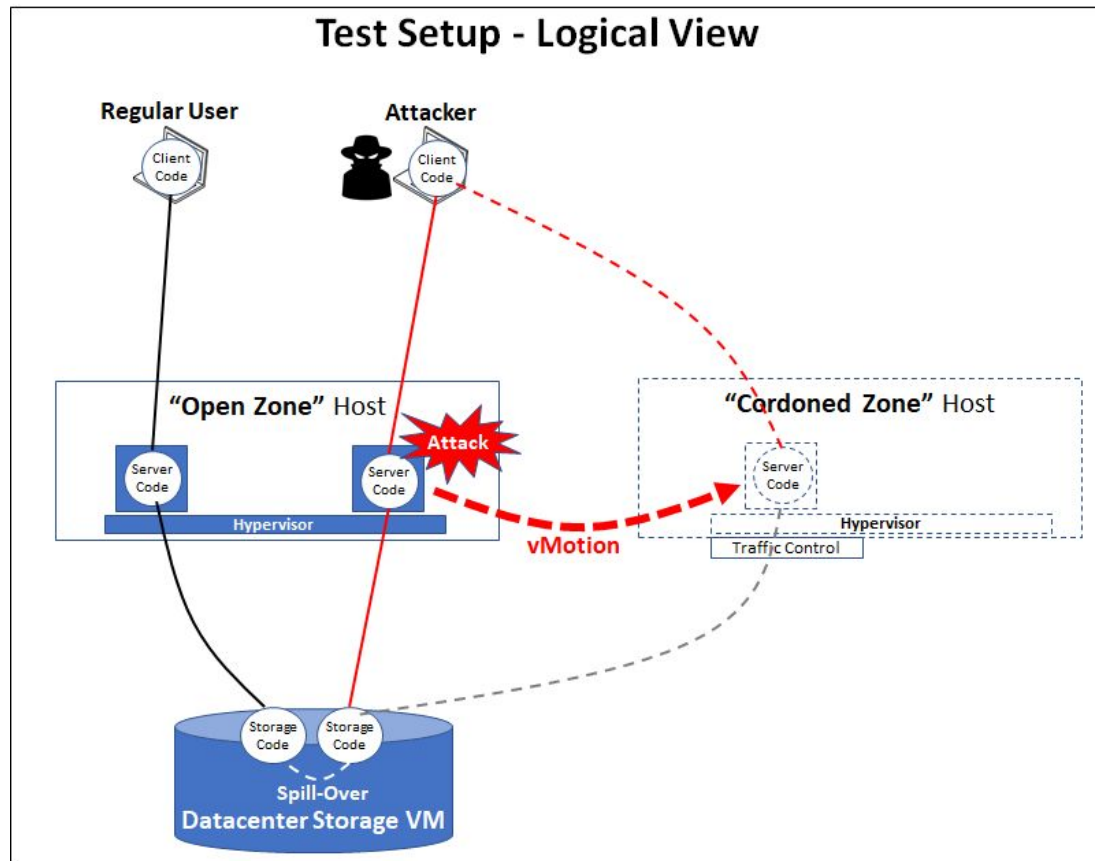 Test Setup - Logical View
Regular User
Attacker
Client
Code
Client
Code
“Open Zone” Host
“Cordoned Zone” Host
Attack
Server
Code
Server
Code
Server
Code
Hypervisor
Hypervisor
vMotion
Traffic Control
Storage
Code
Storage
Code
Spill-Over
Datacenter Storage VM